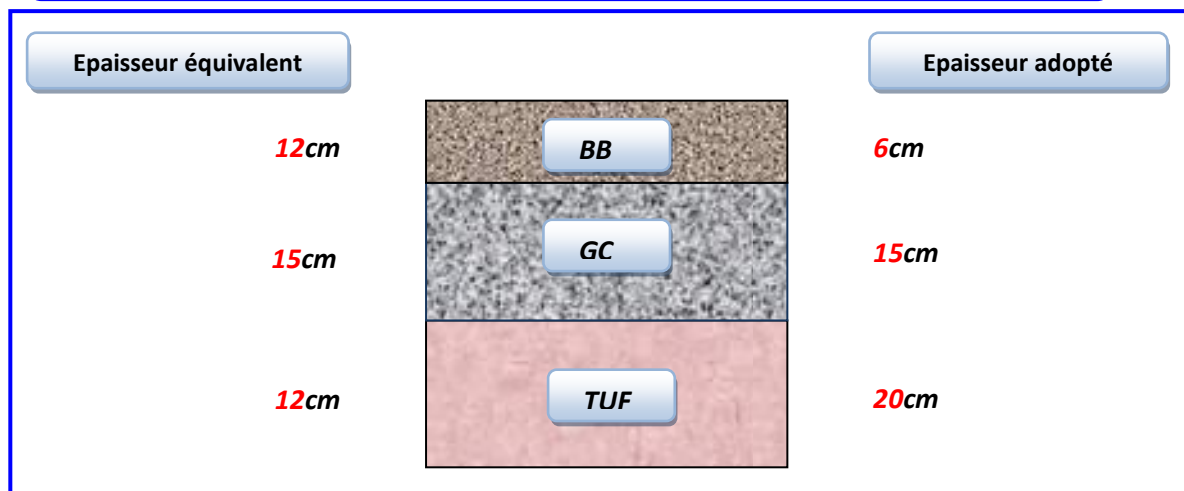 Epaisseur équivalent
Epaisseur adopté
12cm
BB
6cm
15cm
GC
15cm
12cm
TUF
20cm